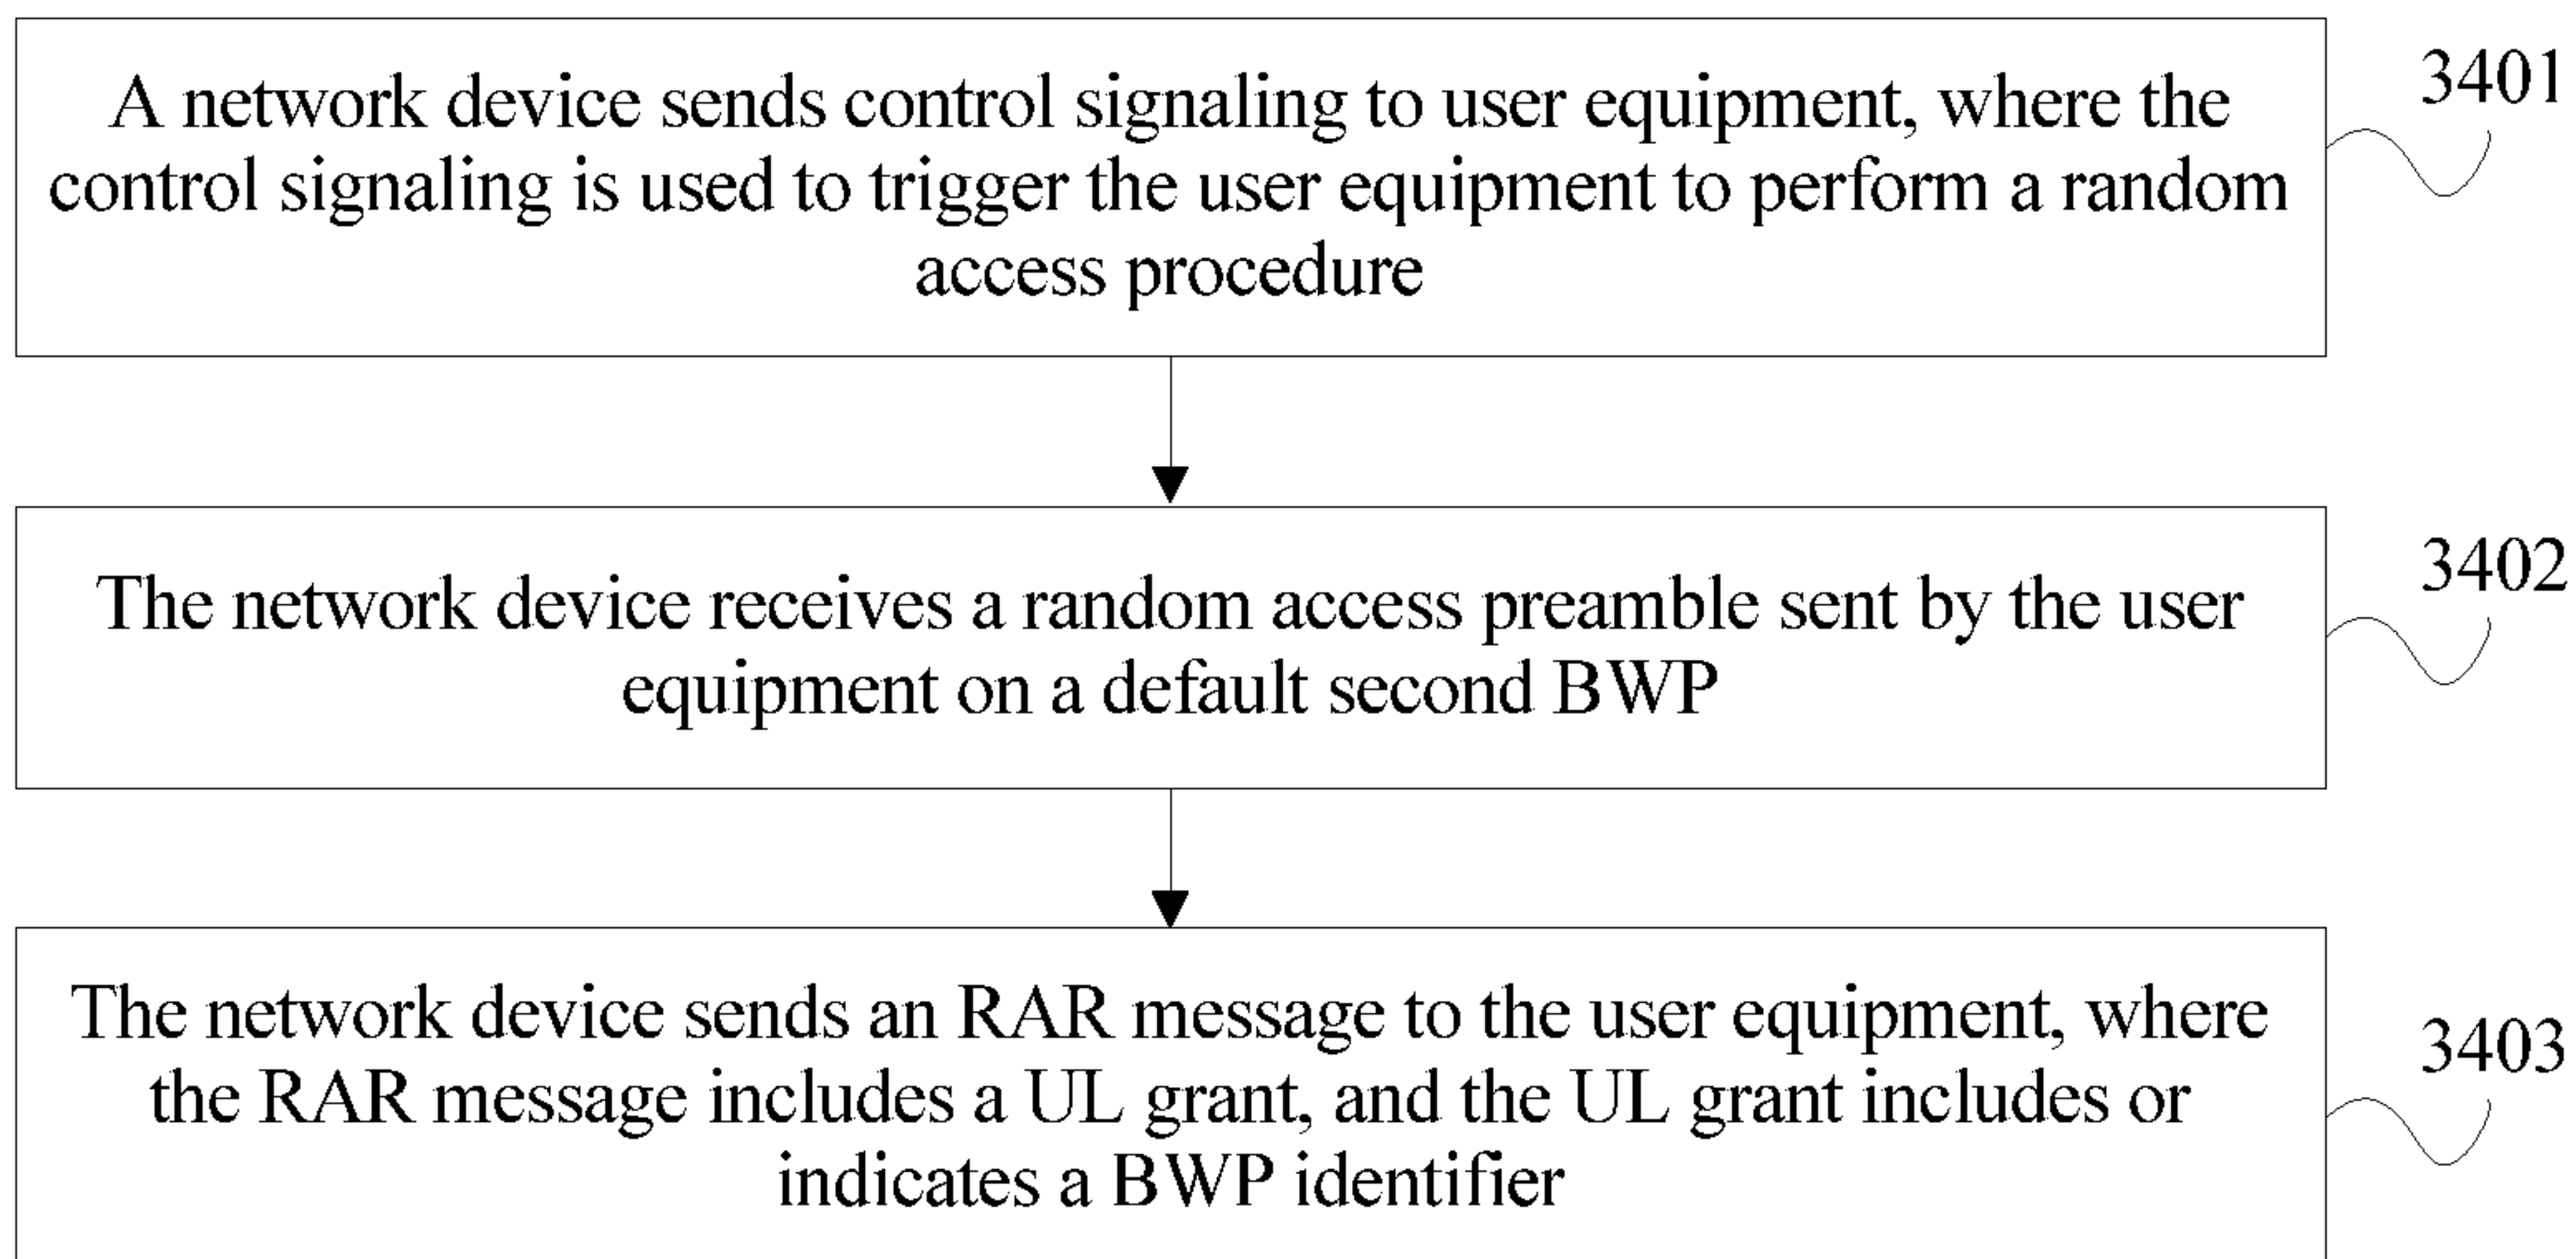 A network device sends control signaling to user equipment, where the
control signaling is used to trigger the user equipment to perform a random
access procedure
3401
The network device receives a random access preamble sent by the user
equipment on a default second BWP
3402
The network device sends an RAR message to the user equipment, where
the RAR message includes a UL grant, and the UL grant includes or
indicates a BWP identifier
3403